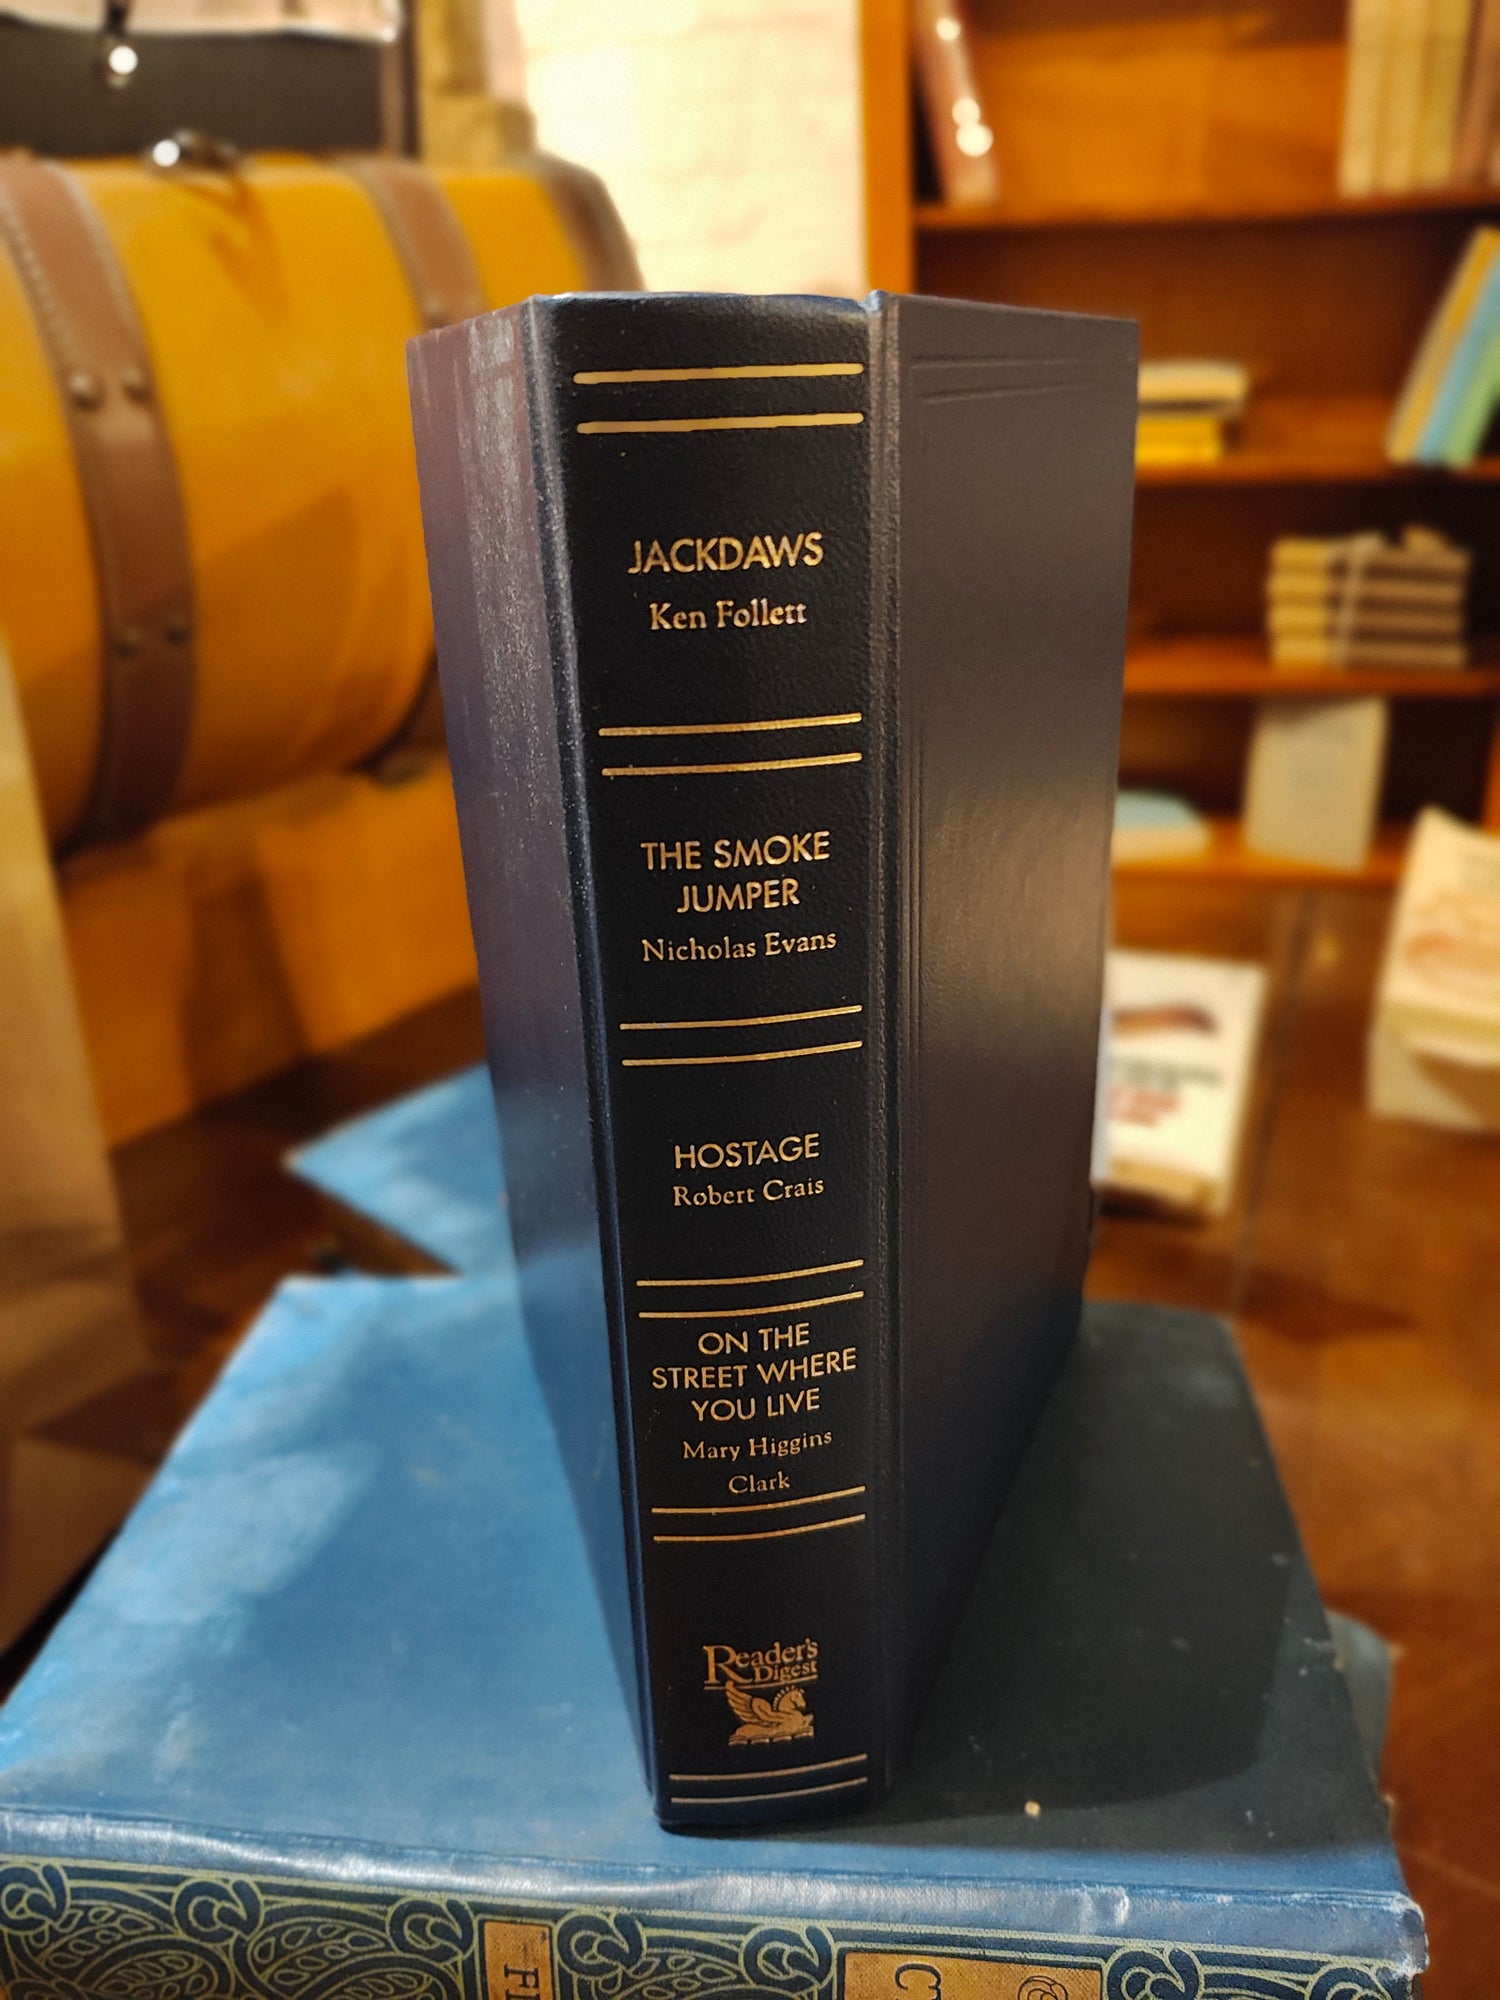 JACKDAWS
Ken Follett
THE SMOKE
JUMPER
Nicholas Evans
HOSTAGE
Robert Crais
ON THE
STREET WHERE
YOU LIVE
Mary Higgins
Clark
Reader's
Digest